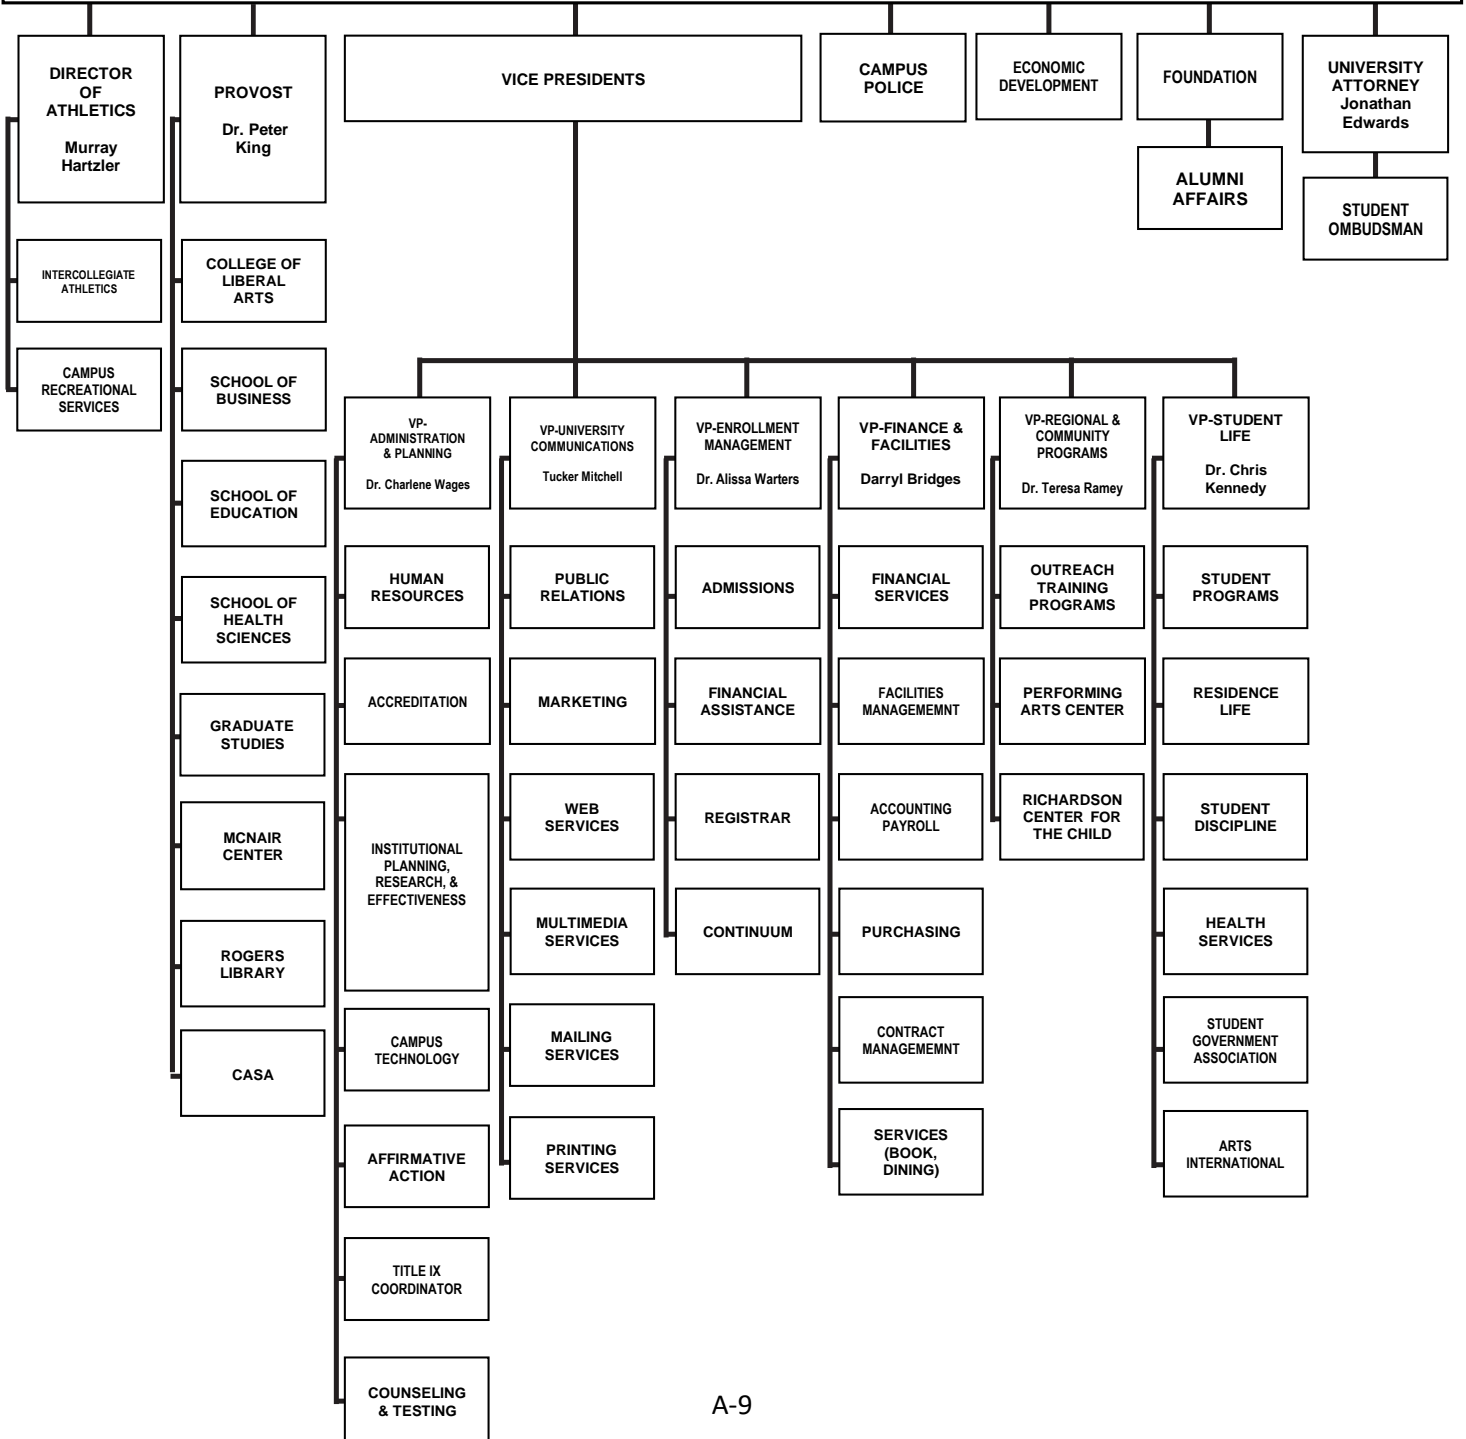 DIRECTOR
OF
ATHLETICS
Murray
Hartzler
PROVOST
Dr. Peter
King
VICE PRESIDENTS
CAMPUS
POLICE
ECONOMIC
DEVELOPMENT
FOUNDATION
UNIVERSITY
ATTORNEY
Jonathan
Edwards
ALUMNI
AFFAIRS
STUDENT
OMBUDSMAN
INTERCOLLEGIATE
ATHLETICS
CAMPUS
RECREATIONAL
SERVICES
COLLEGE OF
LIBERAL
ARTS
SCHOOL OF
BUSINESS
SCHOOL OF
EDUCATION
SCHOOL OF
HEALTH
SCIENCES
GRADUATE
STUDIES
MCNAIR
CENTER
ROGERS
LIBRARY
CASA
VP-
ADMINISTRATION
& PLANNING
Dr. Charlene Wages
HUMAN
RESOURCES
ACCREDITATION
INSTITUTIONAL
PLANNING,
RESEARCH, &
EFFECTIVENESS
CAMPUS
TECHNOLOGY
AFFIRMATIVE
ACTION
TITLE IX
COORDINATOR
COUNSELING
& TESTING
VP-UNIVERSITY
COMMUNICATIONS
Tucker Mitchell
PUBLIC
RELATIONS
MARKETING
WEB
SERVICES
MULTIMEDIA
SERVICES
MAILING
SERVICES
PRINTING
SERVICES
VP-ENROLLMENT
MANAGEMENT
Dr. Alissa Warters
ADMISSIONS
FINANCIAL
ASSISTANCE
REGISTRAR
CONTINUUM
VP-FINANCE &
FACILITIES
Darryl Bridges
FINANCIAL
SERVICES
FACILITIES
MANAGEMEMNT
ACCOUNTING
PAYROLL
PURCHASING
CONTRACT
MANAGEMEMNT
SERVICES
(BOOK,
DINING)
VP-REGIONAL &
COMMUNITY
PROGRAMS
Dr. Teresa Ramey
OUTREACH
TRAINING
PROGRAMS
PERFORMING
ARTS CENTER
RICHARDSON
CENTER FOR
THE CHILD
VP-STUDENT
LIFE
Dr. Chris
Kennedy
STUDENT
PROGRAMS
RESIDENCE
LIFE
STUDENT
DISCIPLINE
HEALTH
SERVICES
STUDENT
GOVERNMENT
ASSOCIATION
ARTS
INTERNATIONAL
A-9